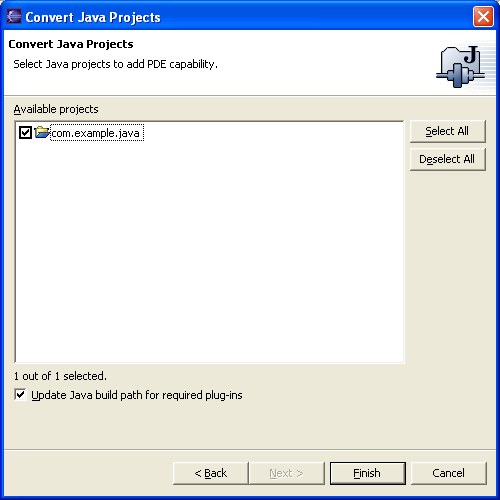 Convert Java Projects
Convert Java Projects
Select Java projects to add PDE capability.
J
Available projects
com.example.java
Select All
Deselect All
1 out of 1 selected.
Update Java build path for required plug-ins
< Back
Next >
Finish
Cancel